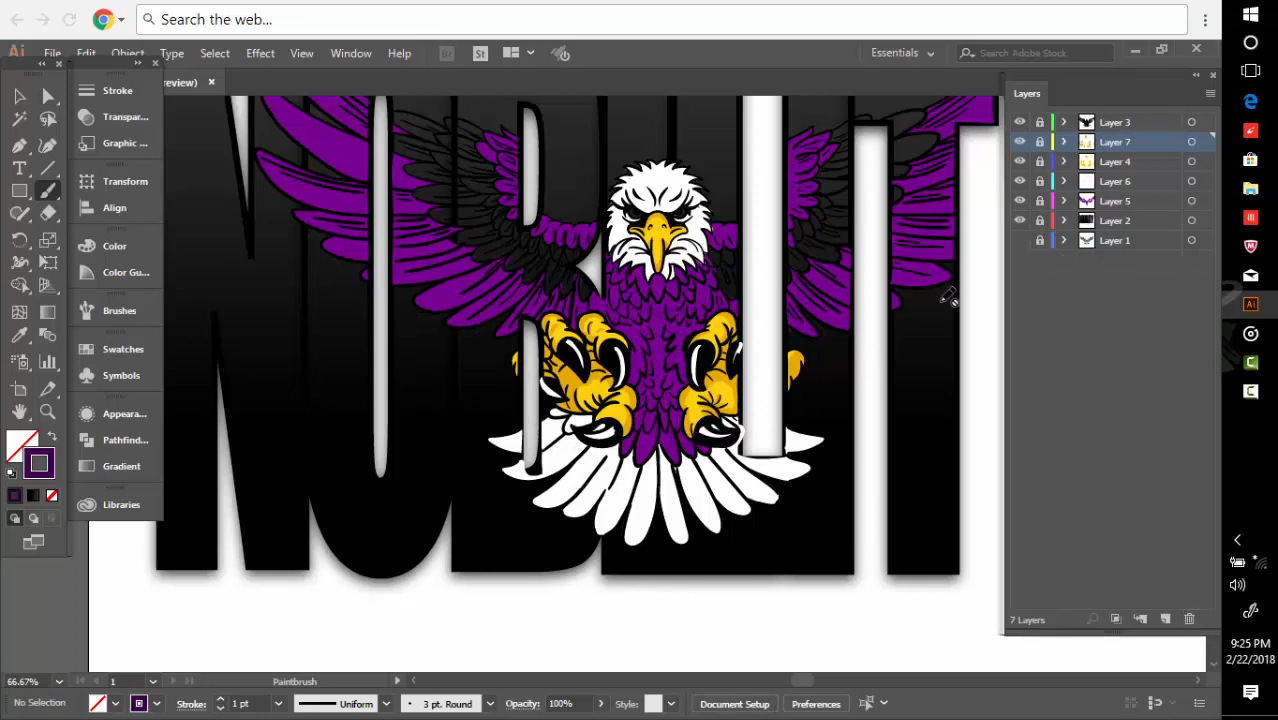 Search the web...
Ai File Edit Object Type Select Effect View Window Help Br St Essentials Search Adobe Stock
review)
Stroke
Transpar...
Graphic ...
Transform
Align
Color
Color Gu...
Brushes
Swatches
Symbols
Appeara...
Pathfind...
Gradient
Libraries
Layers
Layer 3
Layer 7
Layer 4
Layer 6
Layer 5
Layer 2
Layer 1
7 Layers
66.67% 1 Paintbrush
No Selection Stroke: 1 pt Uniform 3 pt. Round Opacity: 100% Style: Document Setup Preferences
Ai
9:25 PM
2/22/2018